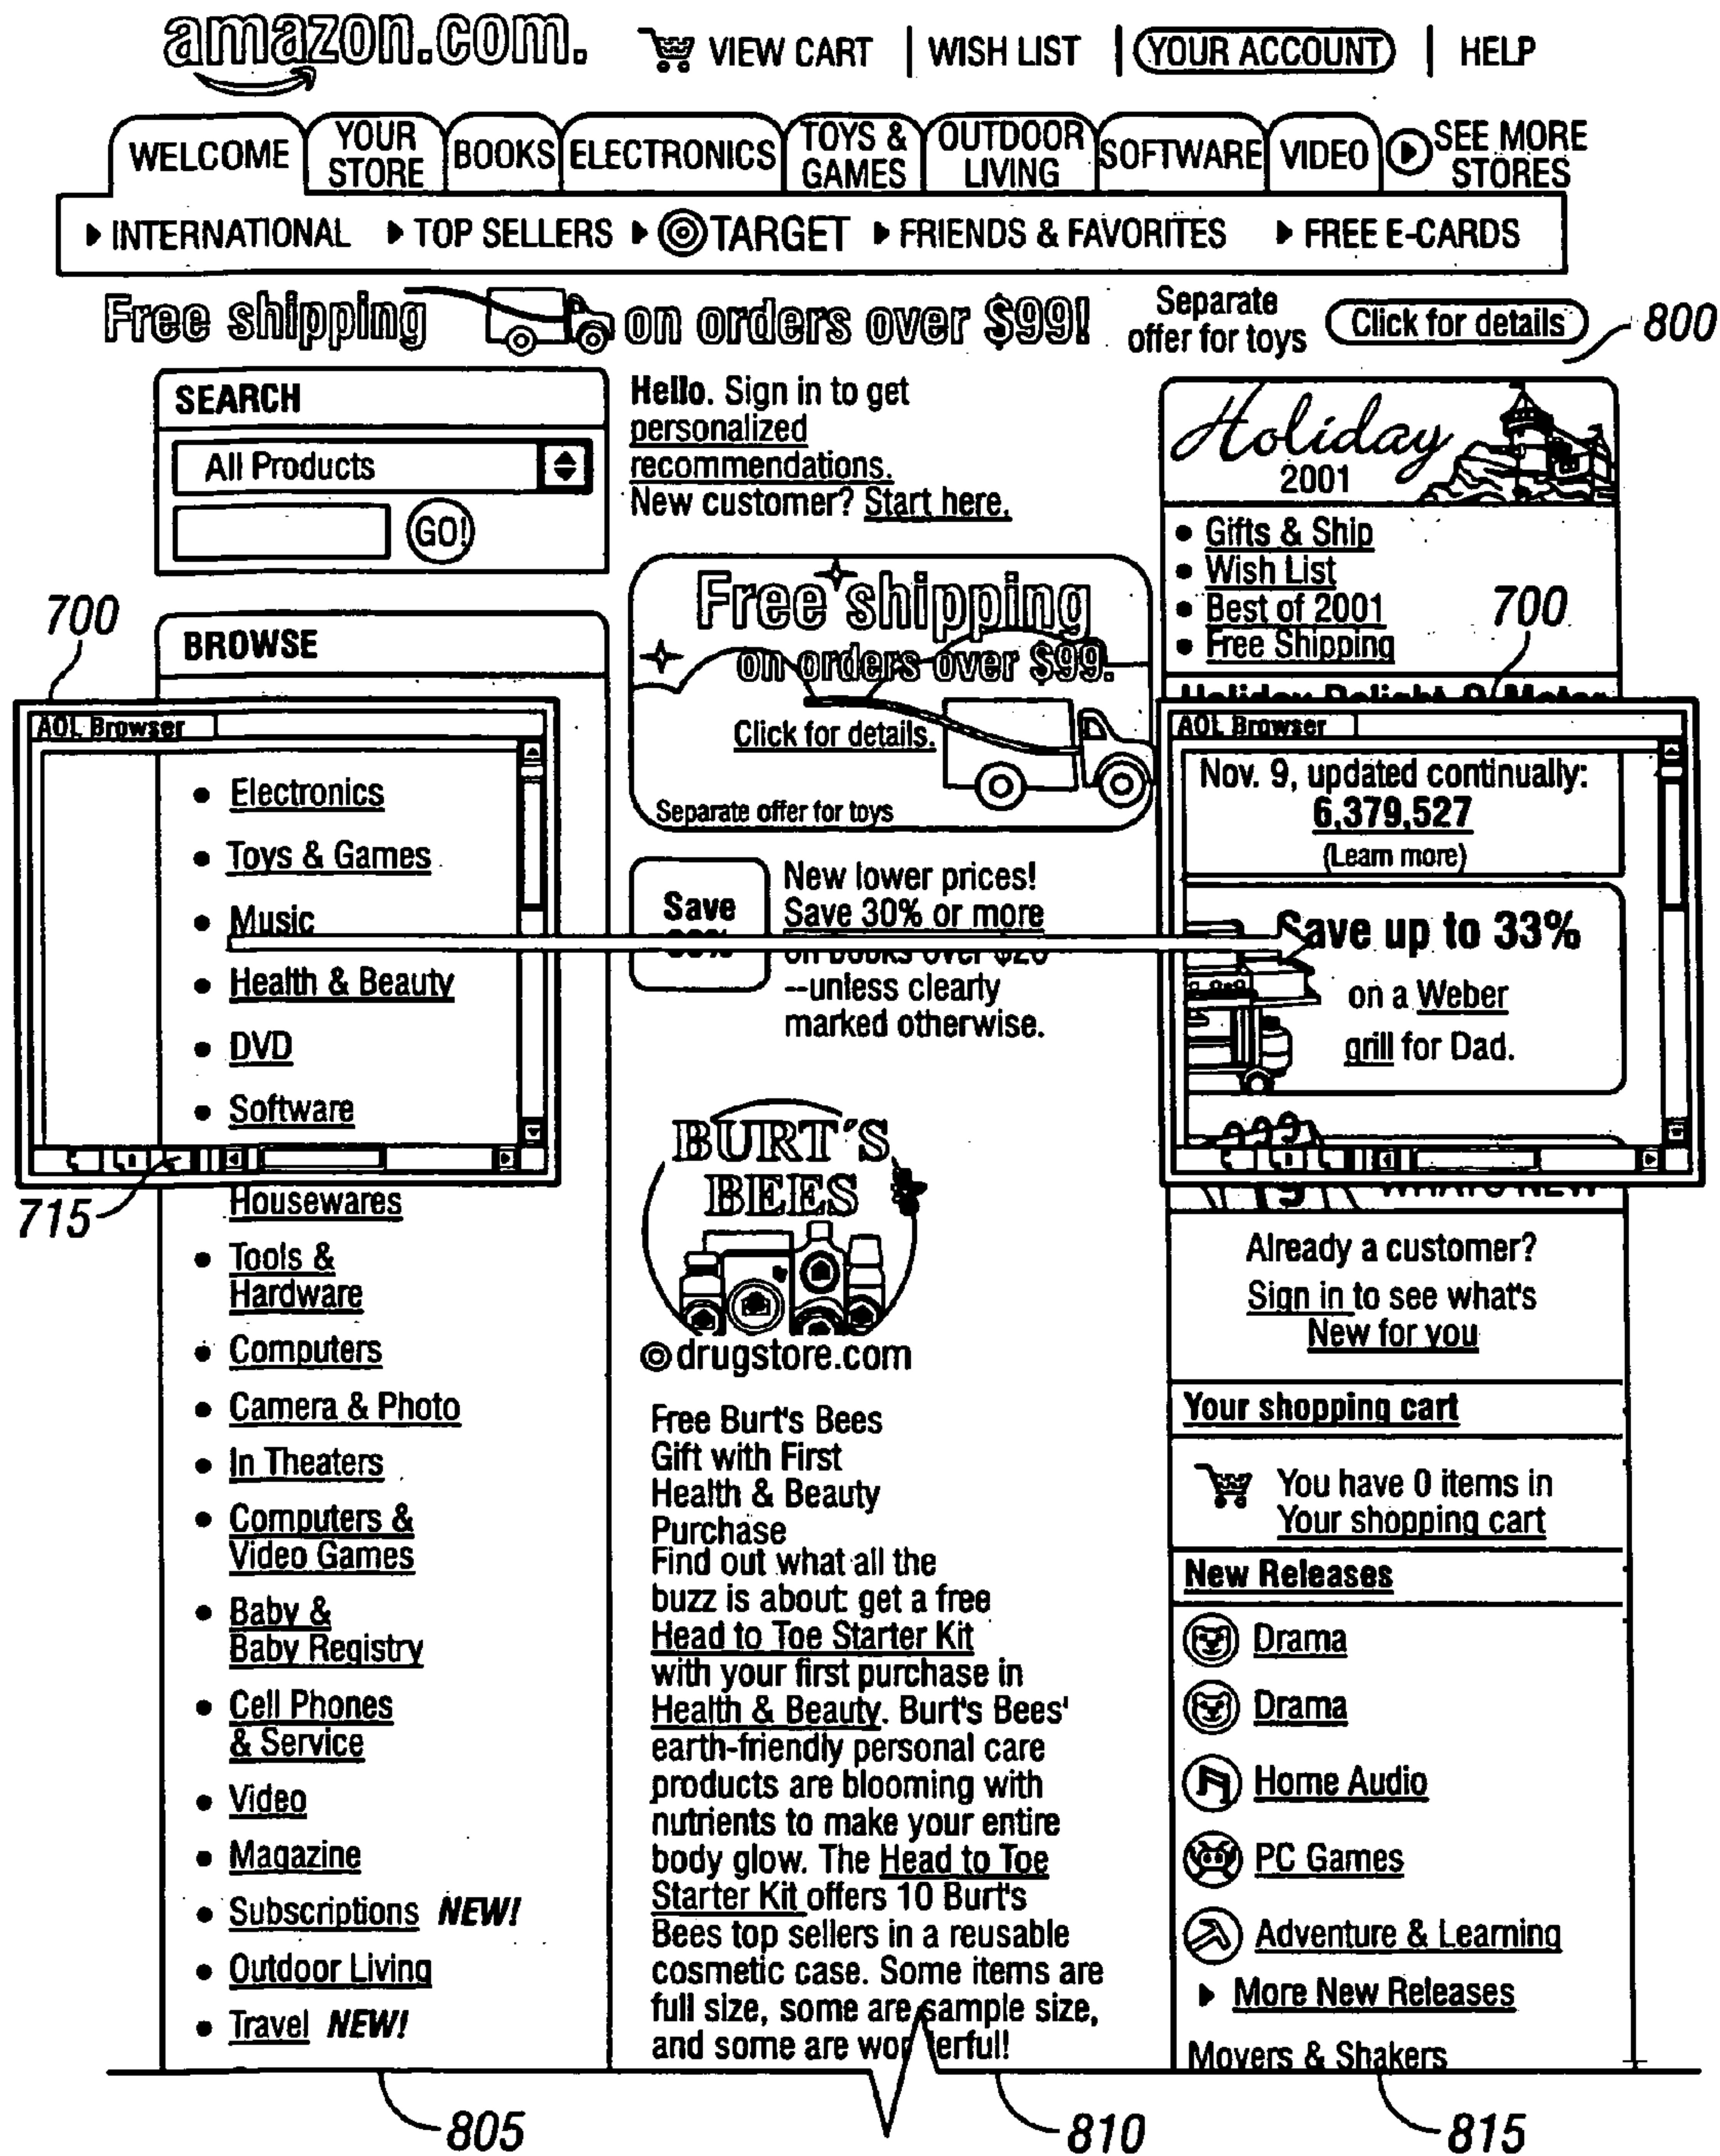 amazon.com.
VIEW CART | WISH LIST | YOUR ACCOUNT | HELP
WELCOME
YOUR
STORE
BOOKS
ELECTRONICS
TOYS &
GAMES
OUTDOOR
LIVING
SOFTWARE
VIDEO
SEE MORE
STORES
INTERNATIONAL
TOP SELLERS
TARGET
FRIENDS & FAVORITES
FREE E-CARDS
Free shipping on orders over $99!
Separate
offer for toys
Click for details
800
SEARCH
All Products
GO!
700
BROWSE
AOL Browser
• Electronics
• Toys & Games
• Music
• Health & Beauty
• DVD
• Software
715
Housewares
• Tools &
Hardware
• Computers
• Camera & Photo
• In Theaters
• Computers &
Video Games
• Baby &
Baby Registry
• Cell Phones
& Service
• Video
• Magazine
• Subscriptions NEW!
• Outdoor Living
• Travel NEW!
805
Hello. Sign in to get
personalized
recommendations.
New customer? Start here.
Free shipping
on orders over $99.
Click for details.
Separate offer for toys
Save
New lower prices!
Save 30% or more
on books over $20
--unless clearly
marked otherwise.
BURT'S
BEES
drugstore.com
Free Burt's Bees
Gift with First
Health & Beauty
Purchase
Find out what all the
buzz is about: get a free
Head to Toe Starter Kit
with your first purchase in
Health & Beauty. Burt's Bees'
earth-friendly personal care
products are blooming with
nutrients to make your entire
body glow. The Head to Toe
Starter Kit offers 10 Burt's
Bees top sellers in a reusable
cosmetic case. Some items are
full size, some are sample size,
and some are wonderful!
810
Holiday
2001
• Gifts & Ship
• Wish List
• Best of 2001
• Free Shipping
700
AOL Browser
Nov. 9, updated continually:
6,379,527
(Learn more)
Save up to 33%
on a Weber
grill for Dad.
WHAT'S NEW
Already a customer?
Sign in to see what's
New for you
Your shopping cart
You have 0 items in
Your shopping cart
New Releases
Drama
Drama
Home Audio
PC Games
Adventure & Learning
More New Releases
Movers & Shakers
815